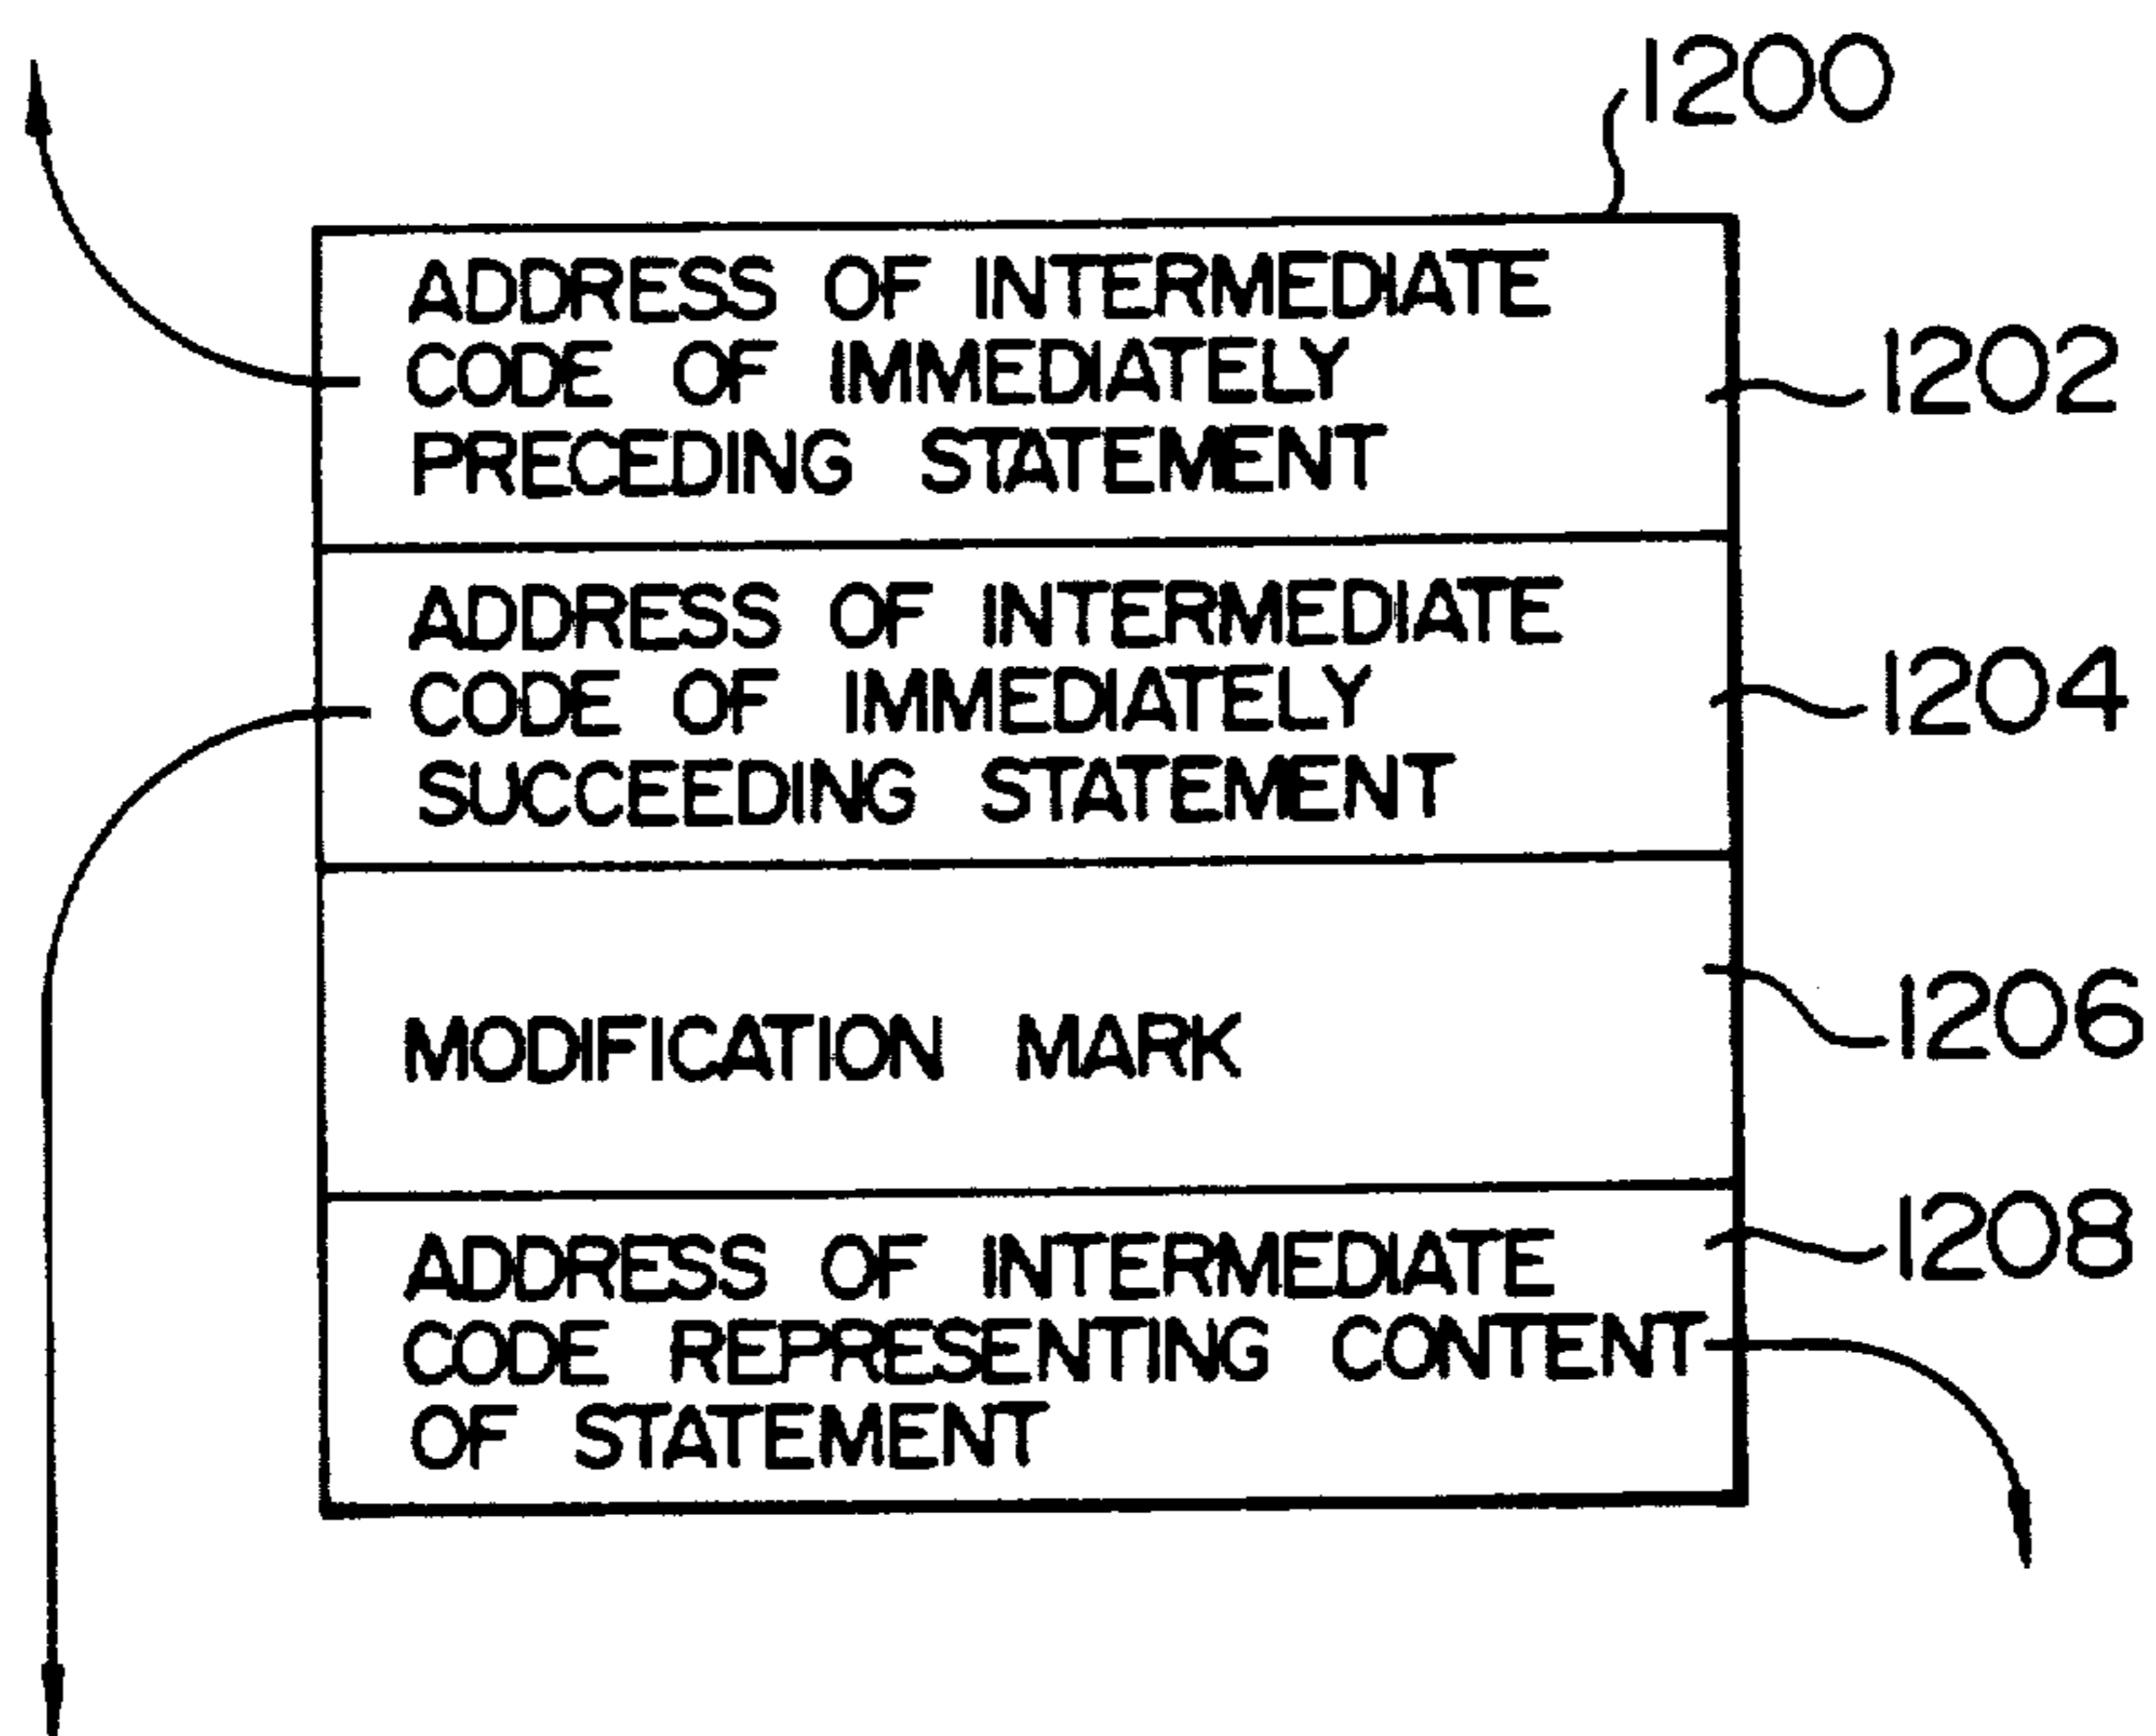 1200
ADDRESS OF INTERMEDIATE
CODE OF IMMEDIATELY
PRECEDING STATEMENT
1202
ADDRESS OF INTERMEDIATE
CODE OF IMMEDIATELY
SUCCEEDING STATEMENT
1204
MODIFICATION MARK
1206
ADDRESS OF INTERMEDIATE
CODE REPRESENTING CONTENT
OF STATEMENT
1208